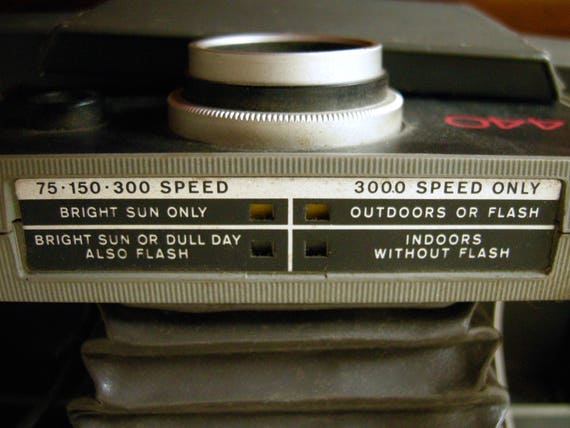 440
75·150·300 SPEED
3000 SPEED ONLY
BRIGHT SUN ONLY
OUTDOORS OR FLASH
BRIGHT SUN OR DULL DAY
ALSO FLASH
INDOORS
WITHOUT FLASH